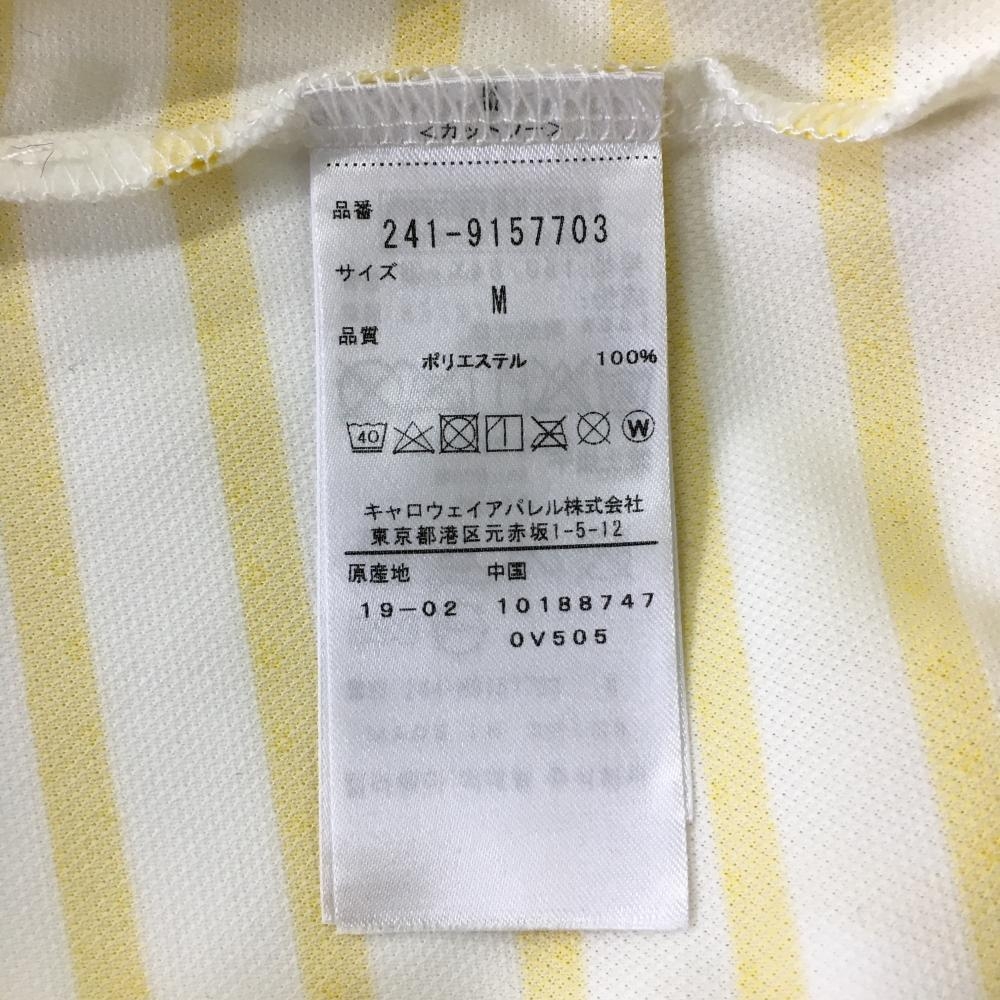 <カットソー>
品番
241-9157703
サイズ
M
品質
ポリエステル 100%
40 W
キャロウェイアパレル株式会社
東京都港区元赤坂1-5-12
原産地 中国
19-02 10188747
0V505